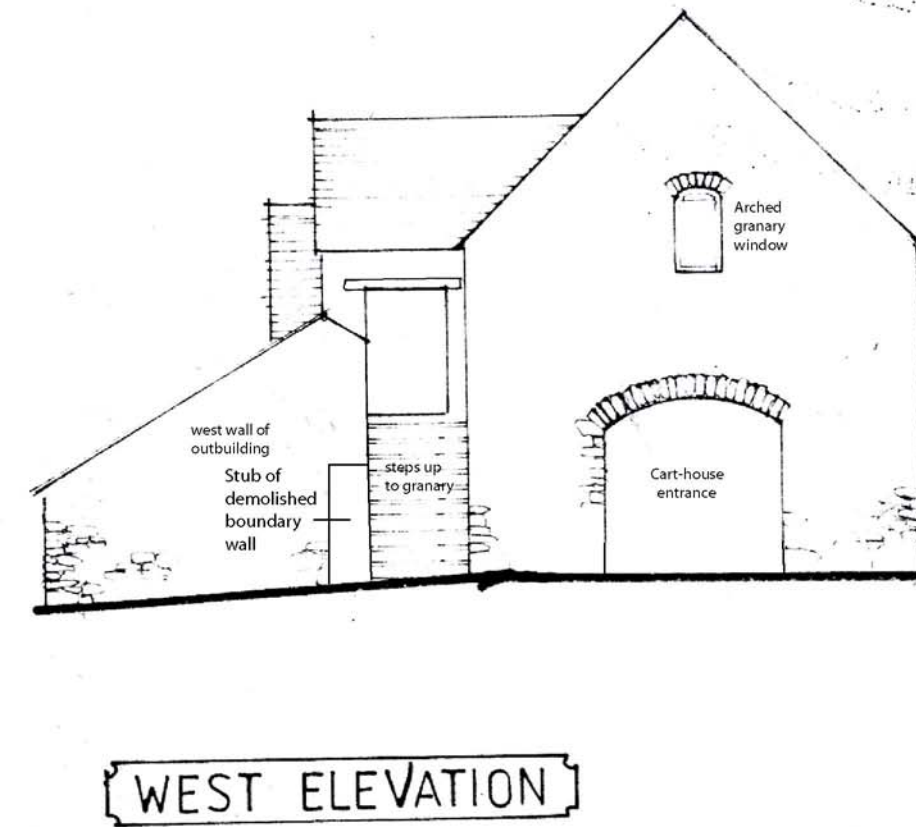 Arched
granary
window
west wall of
outbuilding
Stub of
demolished
boundary
wall
steps up
to granary
Cart-house
entrance
WEST ELEVATION